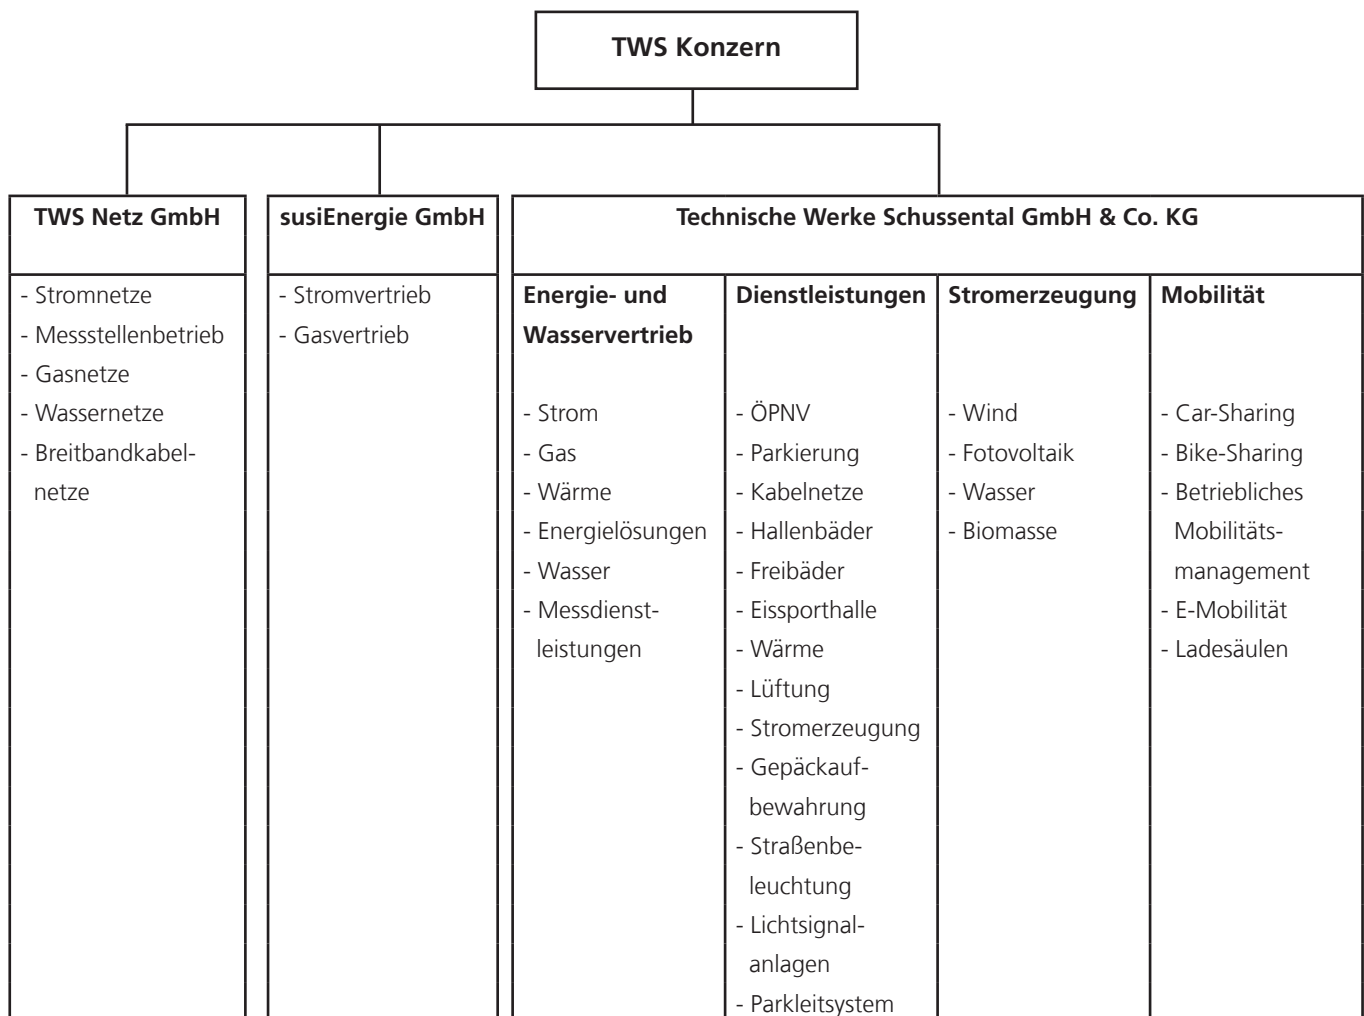 TWS Konzern
TWS Netz GmbH
- Stromnetze
- Messstellenbetrieb
- Gasnetze
- Wassernetze
- Breitbandkabel-
netze
susiEnergie GmbH
- Stromvertrieb
- Gasvertrieb
Technische Werke Schussental GmbH & Co. KG
Energie- und
Wasservertrieb
- Strom
- Gas
- Wärme
- Energielösungen
- Wasser
- Messdienst-
leistungen
Dienstleistungen
- ÖPNV
- Parkierung
- Kabelnetze
- Hallenbäder
- Freibäder
- Eissporthalle
- Wärme
- Lüftung
- Stromerzeugung
- Gepäckauf-
bewahrung
- Straßenbe-
leuchtung
- Lichtsignal-
anlagen
- Parkleitsystem
Stromerzeugung
- Wind
- Fotovoltaik
- Wasser
- Biomasse
Mobilität
- Car-Sharing
- Bike-Sharing
- Betriebliches
Mobilitäts-
management
- E-Mobilität
- Ladesäulen